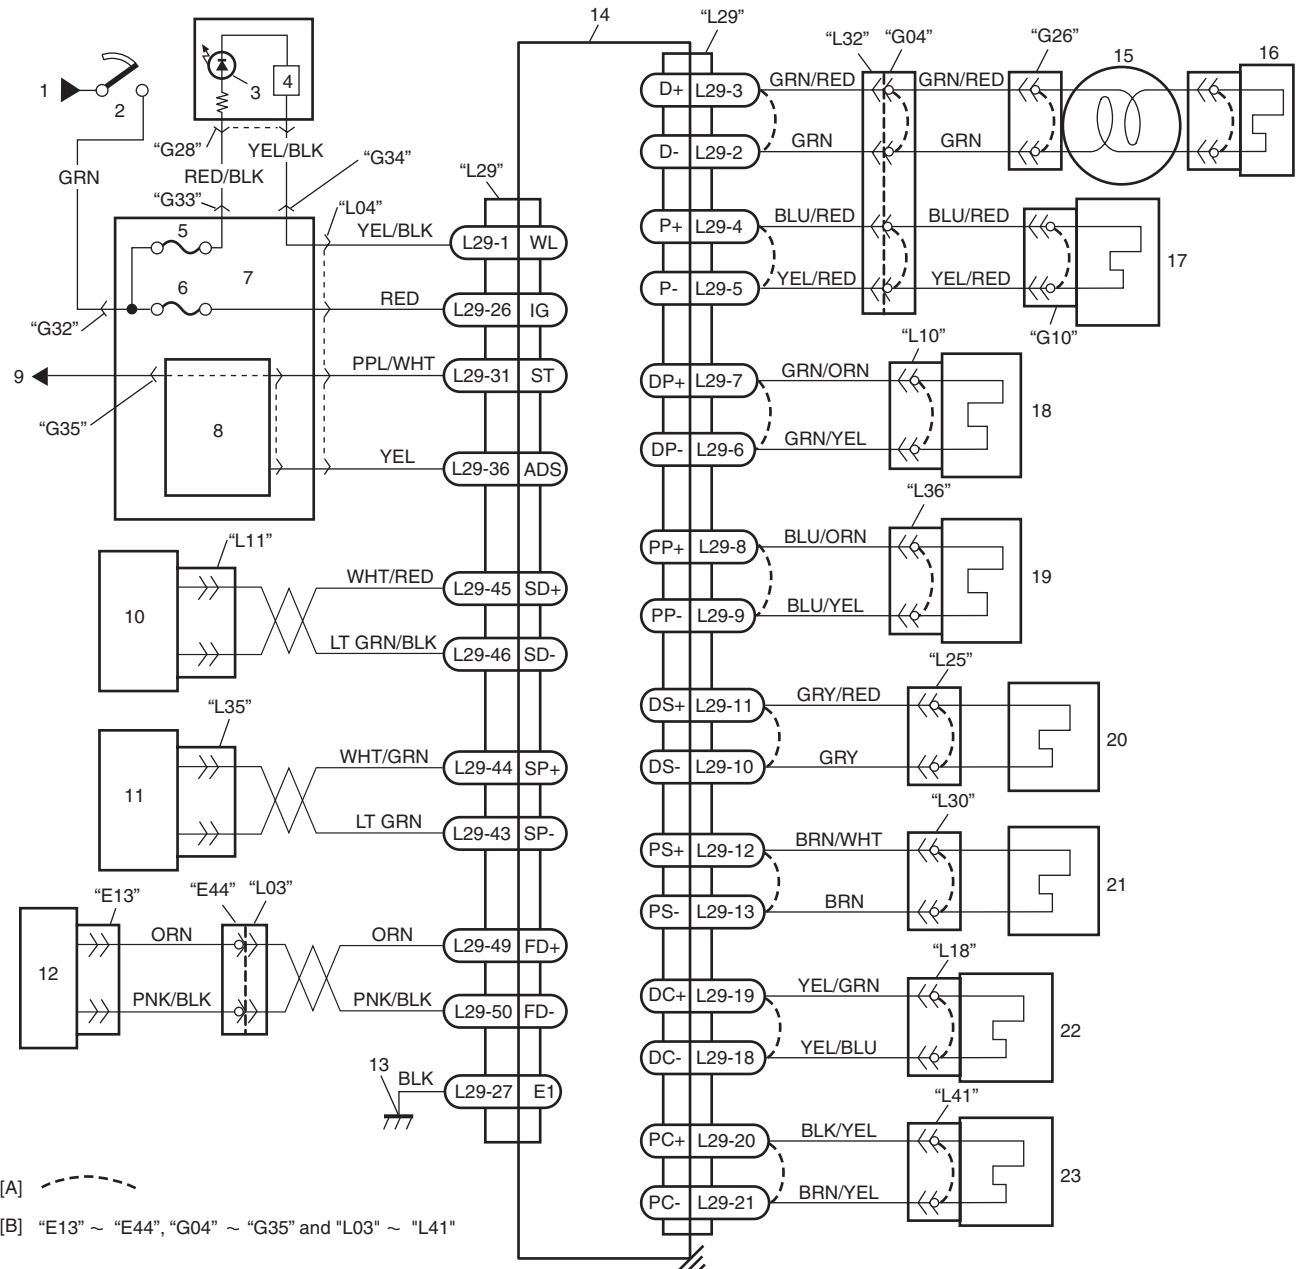 14
“L29”
“L32”
“G04”
“G26”
15
16
1
2
3
4
“G28”
YEL/BLK
RED/BLK
“G34”
GRN
“G33”
“L04”
“L29”
5
YEL/BLK
L29-1 WL
7
6
RED
L29-26 IG
“G32”
9
PPL/WHT
L29-31 ST
“G35”
8
YEL
L29-36 ADS
“L11”
10
WHT/RED
L29-45 SD+
LT GRN/BLK
L29-46 SD-
“L35”
11
WHT/GRN
L29-44 SP+
LT GRN
L29-43 SP-
“E13”
“E44”
“L03”
12
ORN
ORN
L29-49 FD+
PNK/BLK
PNK/BLK
L29-50 FD-
13
BLK
L29-27 E1
D+ L29-3
GRN/RED
GRN/RED
D- L29-2
GRN
GRN
P+ L29-4
BLU/RED
BLU/RED
17
P- L29-5
YEL/RED
YEL/RED
“G10”
“L10”
DP+ L29-7
GRN/ORN
18
DP- L29-6
GRN/YEL
“L36”
PP+ L29-8
BLU/ORN
19
PP- L29-9
BLU/YEL
“L25”
DS+ L29-11
GRY/RED
20
DS- L29-10
GRY
“L30”
PS+ L29-12
BRN/WHT
21
PS- L29-13
BRN
“L18”
DC+ L29-19
YEL/GRN
22
DC- L29-18
YEL/BLU
“L41”
PC+ L29-20
BLK/YEL
23
PC- L29-21
BRN/YEL
[A]
[B] “E13” ~ “E44”, “G04” ~ “G35” and "L03" ~ "L41"